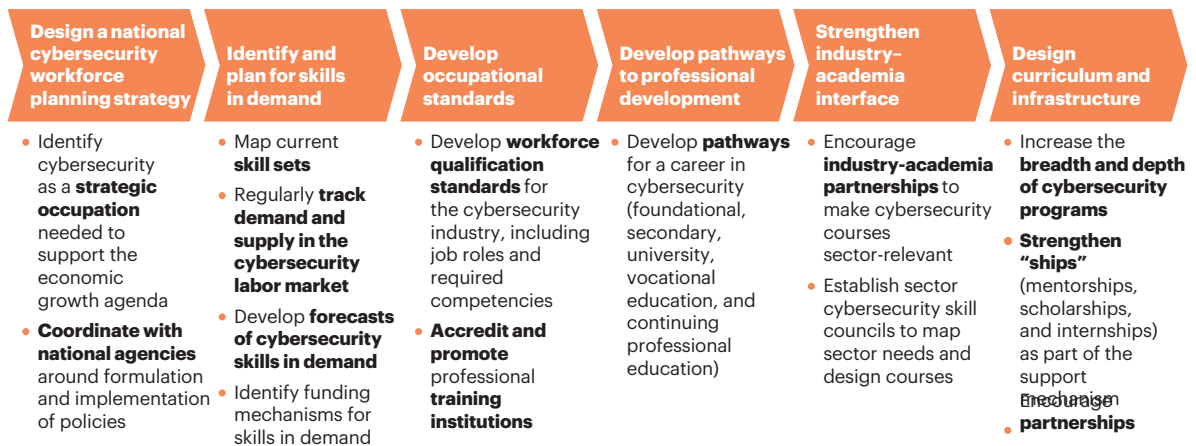 Design a national
cybersecurity
workforce
planning strategy
Identify
cybersecurity
as a strategic
occupation
needed to
support the
economic
growth agenda
Coordinate with
national agencies
around formulation
and implementation
of policies
Identify and
plan for skills
in demand
Map current
skill sets
Regularly track
demand and
supply in the
cybersecurity
labor market
Develop forecasts
of cybersecurity
skills in demand
Identify funding
mechanisms for
skills in demand
Develop
occupational
standards
Develop workforce
qualification
standards for
the cybersecurity
industry, including
job roles and
required
competencies
Accredit and
promote
professional
training
institutions
Develop pathways
to professional
development
Develop pathways
for a career in
cybersecurity
(foundational,
secondary,
university,
vocational
education, and
continuing
professional
education)
Strengthen
industry–
academia
interface
Encourage
industry-academia
partnerships to
make cybersecurity
courses
sector-relevant
Establish sector
cybersecurity skill
councils to map
sector needs and
design courses
Design
curriculum and
infrastructure
Increase the
breadth and depth
of cybersecurity
programs
Strengthen
“ships”
(mentorships,
scholarships,
and internships)
as part of the
support
mechanism
Encourage
partnerships